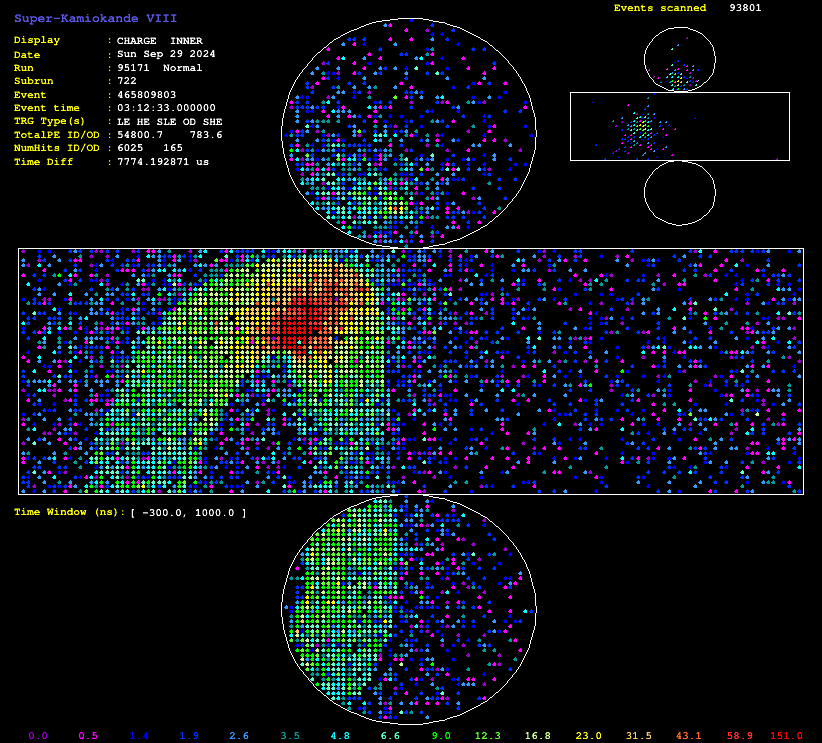 Super-Kamiokande VIII
Events scanned 93801
Display : CHARGE INNER
Date : Sun Sep 29 2024
Run : 95171 Normal
Subrun : 722
Event : 465809803
Event time : 03:12:33.000000
TRG Type(s) : LE HE SLE OD SHE
TotalPE ID/OD : 54800.7 783.6
NumHits ID/OD : 6025 165
Time Diff : 7774.192871 us
Time Window (ns): [ -300.0, 1000.0 ]
0.0 0.5 1.4 1.9 2.6 3.5 4.8 6.6 9.0 12.3 16.8 23.0 31.5 43.1 58.9 151.0